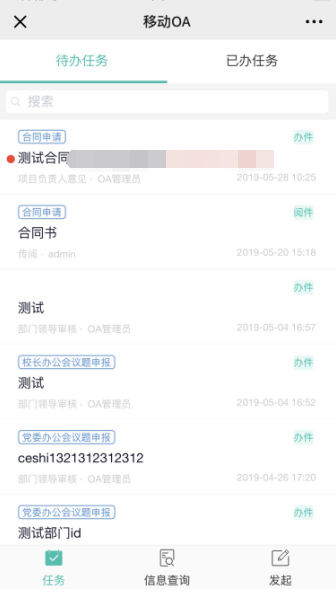 移动OA
待办任务
已办任务
搜索
合同申请
办件
测试合同
项目负责人意见 · OA管理员
2019-05-28 10:25
合同申请
阅件
合同书
传阅 · admin
2019-05-20 15:18
办件
测试
部门领导审核 · OA管理员
2019-05-04 16:57
校长办公会议题申报
办件
测试
部门领导审核 · OA管理员
2019-05-04 16:52
党委办公会议题申报
办件
ceshi1321312312312
部门领导审核 · OA管理员
2019-04-26 17:20
党委办公会议题申报
办件
测试部门id
任务
信息查询
发起